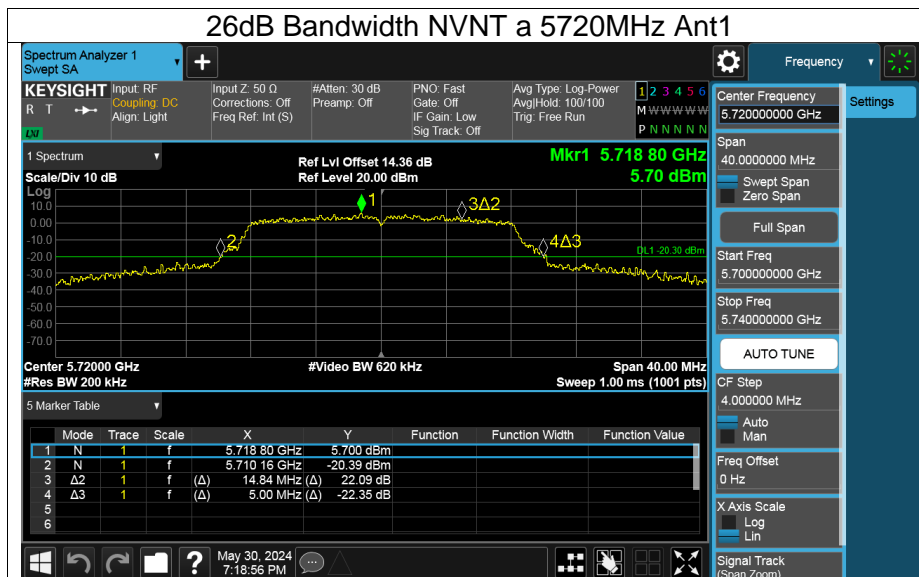 26dB Bandwidth NVNT a 5720MHz Ant1
Spectrum Analyzer 1
Swept SA
+
Frequency
KEYSIGHT
R T
LXI
Input: RF
Coupling: DC
Align: Light
Input Z: 50 Ω
Corrections: Off
Freq Ref: Int (S)
#Atten: 30 dB
Preamp: Off
PNO: Fast
Gate: Off
IF Gain: Low
Sig Track: Off
Avg Type: Log-Power
Avg|Hold: 100/100
Trig: Free Run
1 2 3 4 5 6
M W W W W W
P N N N N N
1 Spectrum
Scale/Div 10 dB
Ref Lvl Offset 14.36 dB
Ref Level 20.00 dBm
Mkr1 5.718 80 GHz
5.70 dBm
Log
10.0
0.00
-10.0
-20.0
-30.0
-40.0
-50.0
-60.0
-70.0
1
2
3Δ2
4Δ3
DL1 -20.30 dBm
Center 5.72000 GHz
#Res BW 200 kHz
#Video BW 620 kHz
Span 40.00 MHz
Sweep 1.00 ms (1001 pts)
5 Marker Table
Mode Trace Scale X Y Function Function Width Function Value
1 N 1 f 5.718 80 GHz 5.700 dBm
2 N 1 f 5.710 16 GHz -20.39 dBm
3 Δ2 1 f (Δ) 14.84 MHz (Δ) 22.09 dB
4 Δ3 1 f (Δ) 5.00 MHz (Δ) -22.35 dB
5
6
?
May 30, 2024
7:18:56 PM
Center Frequency
5.720000000 GHz
Settings
Span
40.0000000 MHz
Swept Span
Zero Span
Full Span
Start Freq
5.700000000 GHz
Stop Freq
5.740000000 GHz
AUTO TUNE
CF Step
4.000000 MHz
Auto
Man
Freq Offset
0 Hz
X Axis Scale
Log
Lin
Signal Track
(Span Zoom)